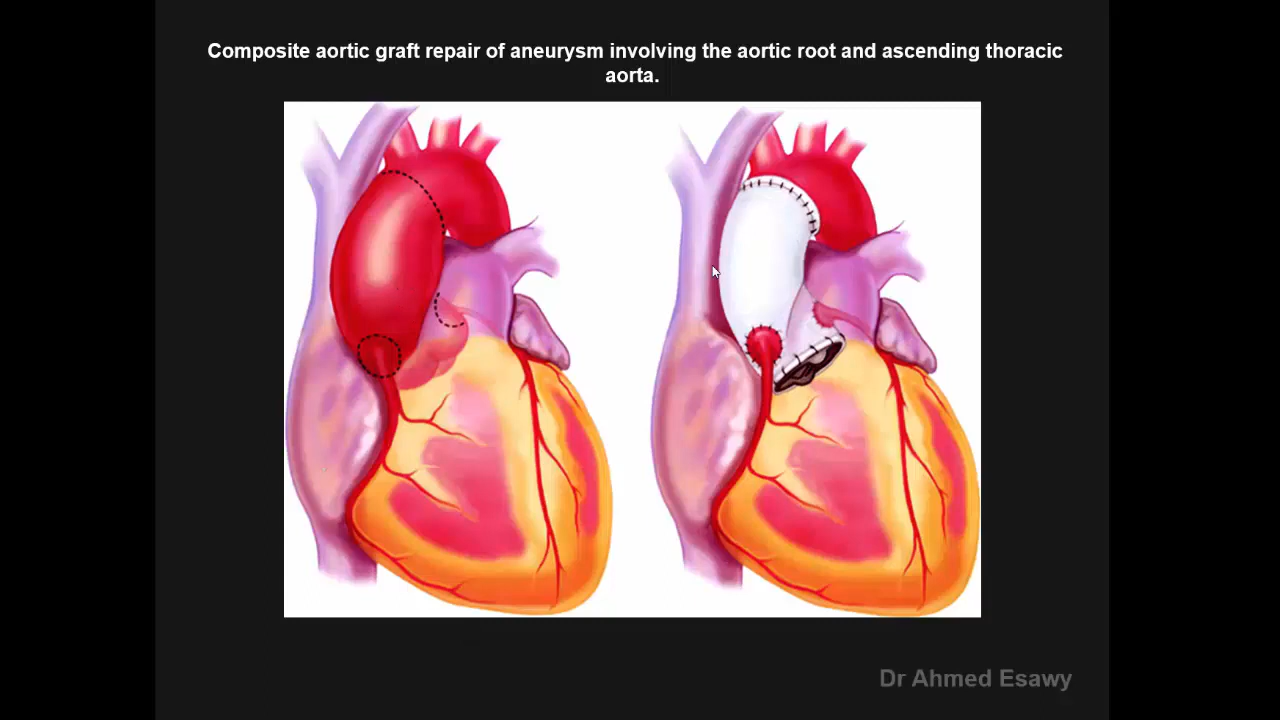 Composite aortic graft repair of aneurysm involving the aortic root and ascending thoracic
aorta.
Dr Ahmed Esawy